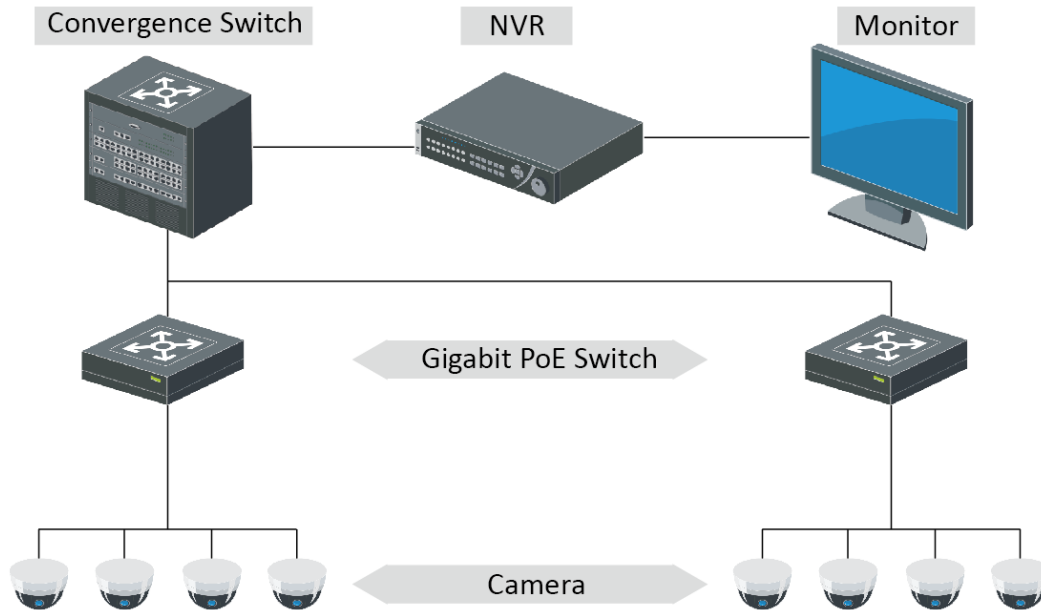 Convergence Switch
NVR
Monitor
Gigabit PoE Switch
Camera